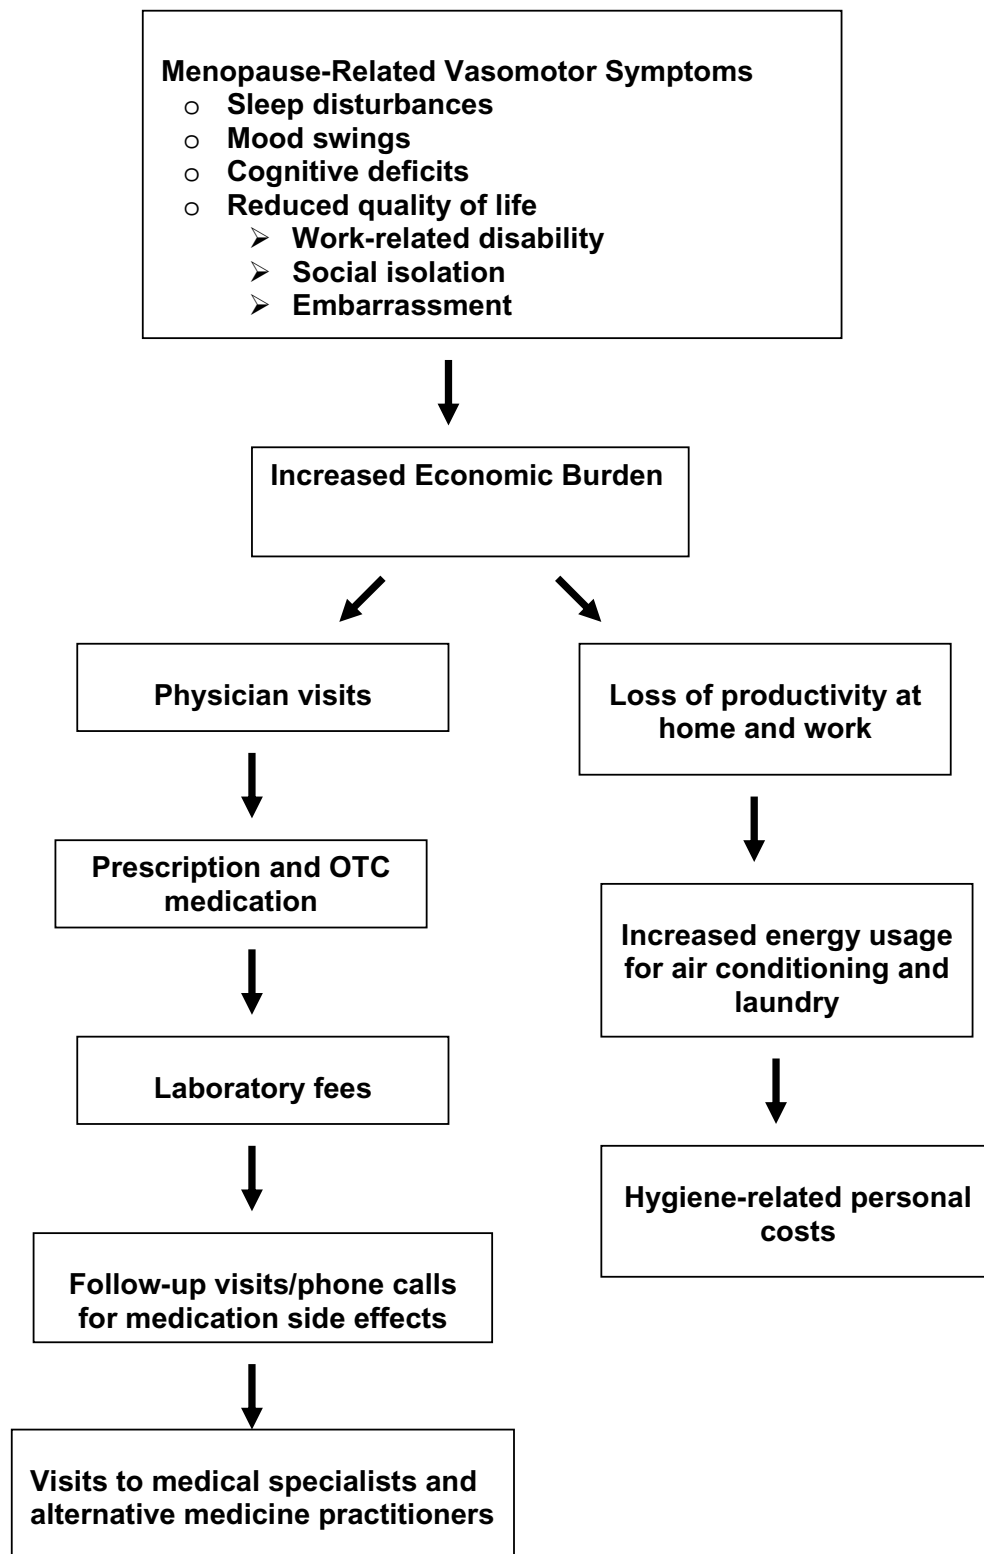 Menopause-Related Vasomotor Symptoms
o Sleep disturbances
o Mood swings
o Cognitive deficits
o Reduced quality of life
➢ Work-related disability
➢ Social isolation
➢ Embarrassment
Increased Economic Burden
Physician visits
Prescription and OTC
medication
Laboratory fees
Follow-up visits/phone calls
for medication side effects
Visits to medical specialists and
alternative medicine practitioners
Loss of productivity at
home and work
Increased energy usage
for air conditioning and
laundry
Hygiene-related personal
costs